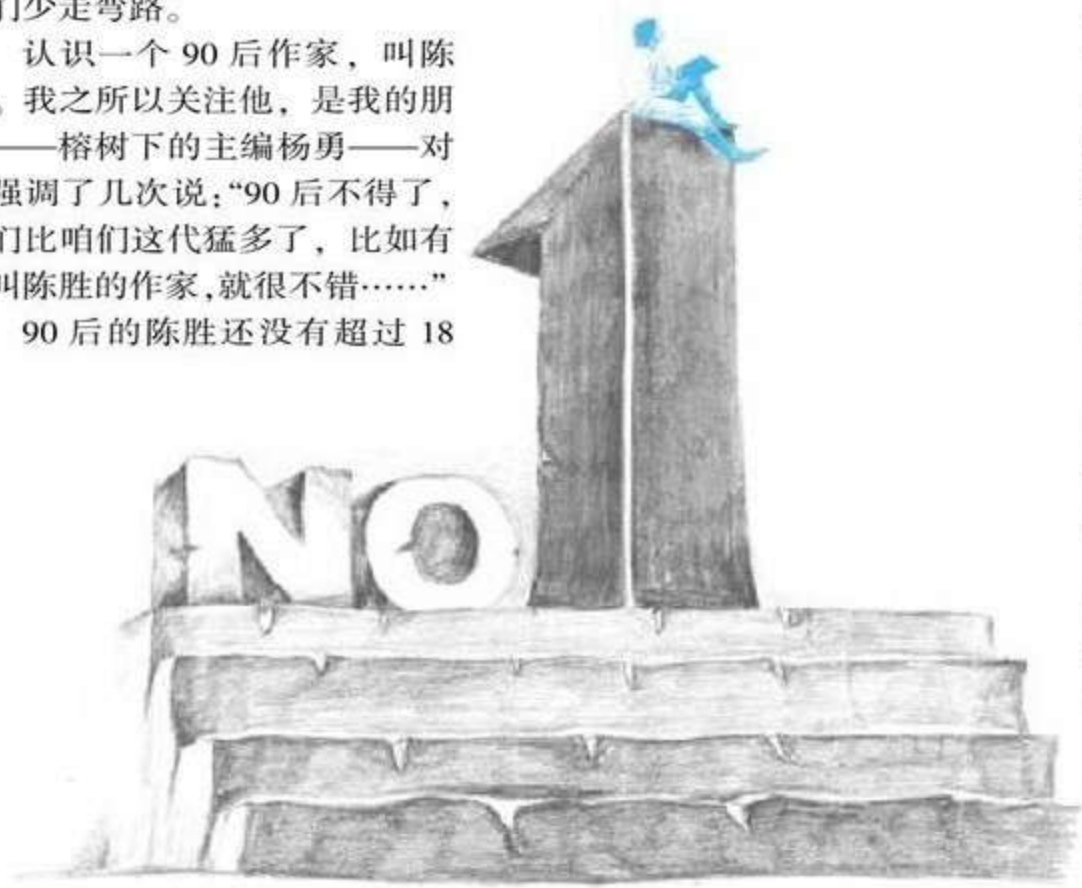 们少走弯路。
认识一个 90 后作家，叫陈
。我之所以关注他，是我的朋
——榕树下的主编杨勇——对
强调了几次说：“90 后不得了，
们比咱们这代猛多了，比如有
叫陈胜的作家，就很不错……”
90 后的陈胜还没有超过 18
NO 1